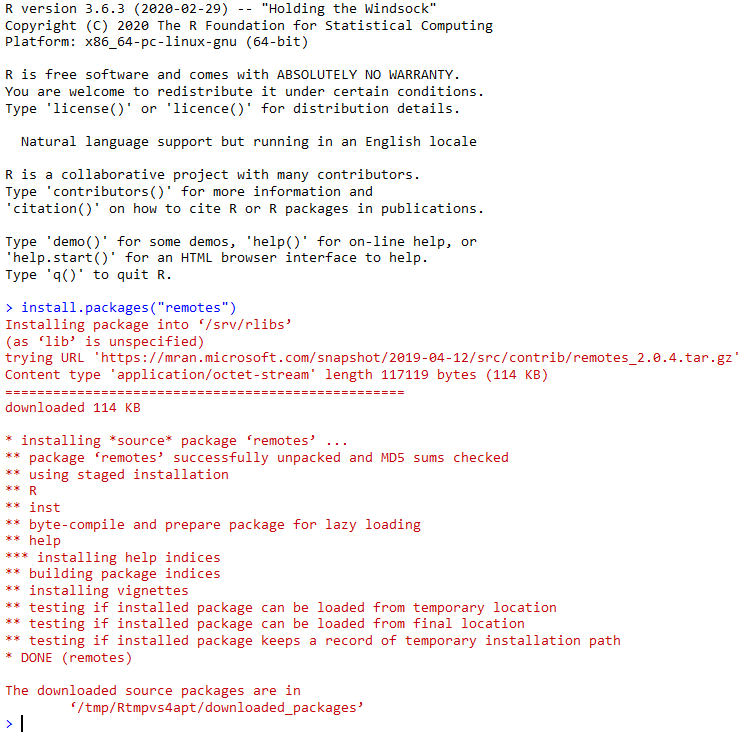 R version 3.6.3 (2020-02-29) -- "Holding the Windsock"
Copyright (C) 2020 The R Foundation for Statistical Computing
Platform: x86_64-pc-linux-gnu (64-bit)

R is free software and comes with ABSOLUTELY NO WARRANTY.
You are welcome to redistribute it under certain conditions.
Type 'license()' or 'licence()' for distribution details.

  Natural language support but running in an English locale

R is a collaborative project with many contributors.
Type 'contributors()' for more information and
'citation()' on how to cite R or R packages in publications.

Type 'demo()' for some demos, 'help()' for on-line help, or
'help.start()' for an HTML browser interface to help.
Type 'q()' to quit R.

> install.packages("remotes")
Installing package into ‘/srv/rlibs’
(as ‘lib’ is unspecified)
trying URL 'https://mran.microsoft.com/snapshot/2019-04-12/src/contrib/remotes_2.0.4.tar.gz'
Content type 'application/octet-stream' length 117119 bytes (114 KB)
==================================================
downloaded 114 KB

* installing *source* package ‘remotes’ ...
** package ‘remotes’ successfully unpacked and MD5 sums checked
** using staged installation
** R
** inst
** byte-compile and prepare package for lazy loading
** help
*** installing help indices
** building package indices
** installing vignettes
** testing if installed package can be loaded from temporary location
** testing if installed package can be loaded from final location
** testing if installed package keeps a record of temporary installation path
* DONE (remotes)

The downloaded source packages are in
        ‘/tmp/Rtmpvs4apt/downloaded_packages’
>